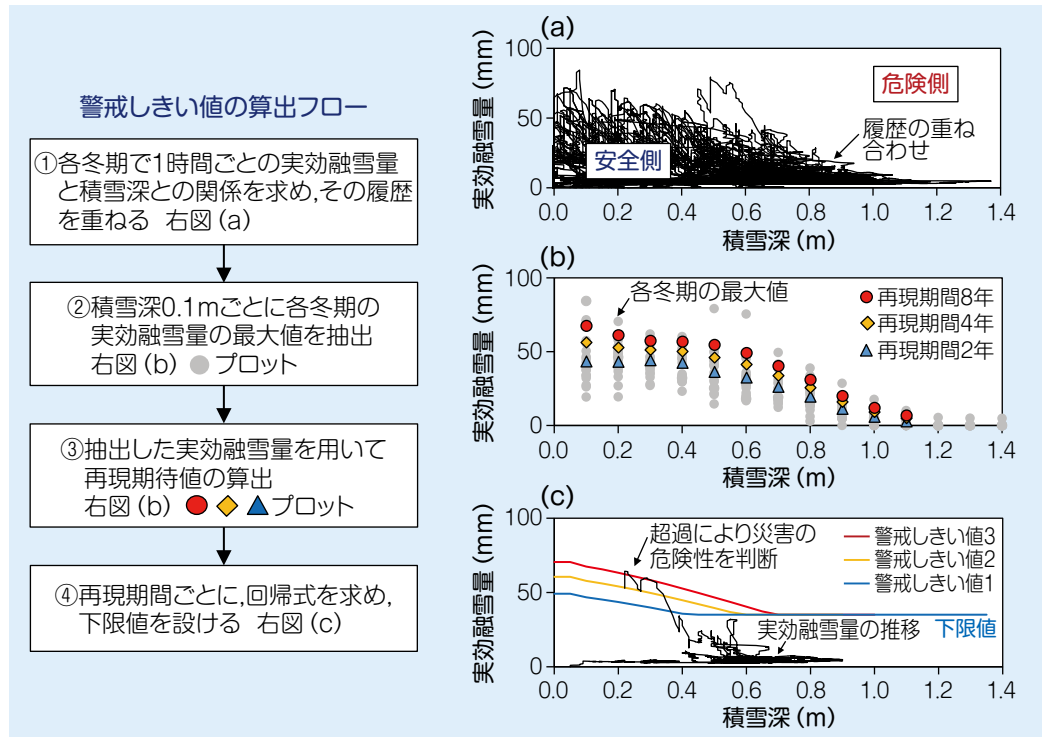 警戒しきい値の算出フロー
①各冬期で1時間ごとの実効融雪量
と積雪深との関係を求め,その履歴
を重ねる 右図(a)
②積雪深0.1mごとに各冬期の
実効融雪量の最大値を抽出
右図(b) プロット
③抽出した実効融雪量を用いて
再現期待値の算出
右図(b) プロット
④再現期間ごとに,回帰式を求め,
下限値を設ける 右図(c)
(a)
実効融雪量(mm)
100
50
0
危険側
安全側
履歴の重ね
合わせ
0.0 0.2 0.4 0.6 0.8 1.0 1.2 1.4
積雪深(m)
(b)
実効融雪量(mm)
100
50
0
各冬期の最大値
再現期間8年
再現期間4年
再現期間2年
0.0 0.2 0.4 0.6 0.8 1.0 1.2 1.4
積雪深(m)
(c)
実効融雪量(mm)
100
50
0
超過により災害の
危険性を判断
警戒しきい値3
警戒しきい値2
警戒しきい値1
実効融雪量の推移
下限値
0.0 0.2 0.4 0.6 0.8 1.0 1.2 1.4
積雪深(m)